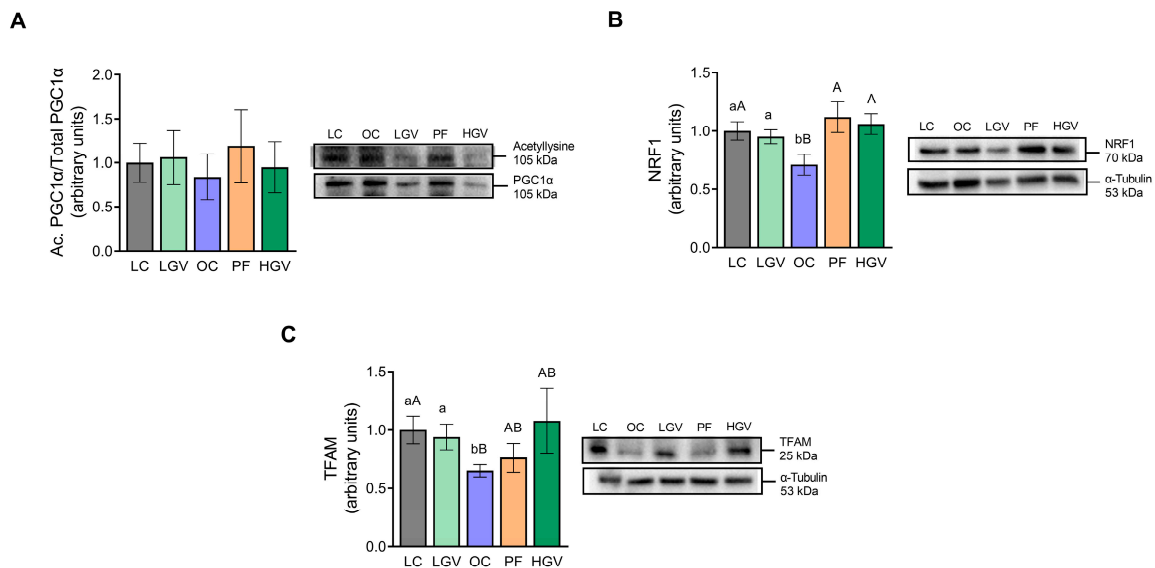 A
Ac. PGC1α/Total PGC1α
(arbitrary units)
2.0
1.5
1.0
0.5
0.0
LC LGV OC PF HGV
LC OC LGV PF HGV
Acetyllysine
105 kDa
PGC1α
105 kDa
B
NRF1
(arbitrary units)
1.5
1.0
0.5
0.0
aA a bB A A
LC LGV OC PF HGV
LC OC LGV PF HGV
NRF1
70 kDa
α-Tubulin
53 kDa
C
TFAM
(arbitrary units)
1.5
1.0
0.5
0.0
aA a bB AB AB
LC LGV OC PF HGV
LC OC LGV PF HGV
TFAM
25 kDa
α-Tubulin
53 kDa